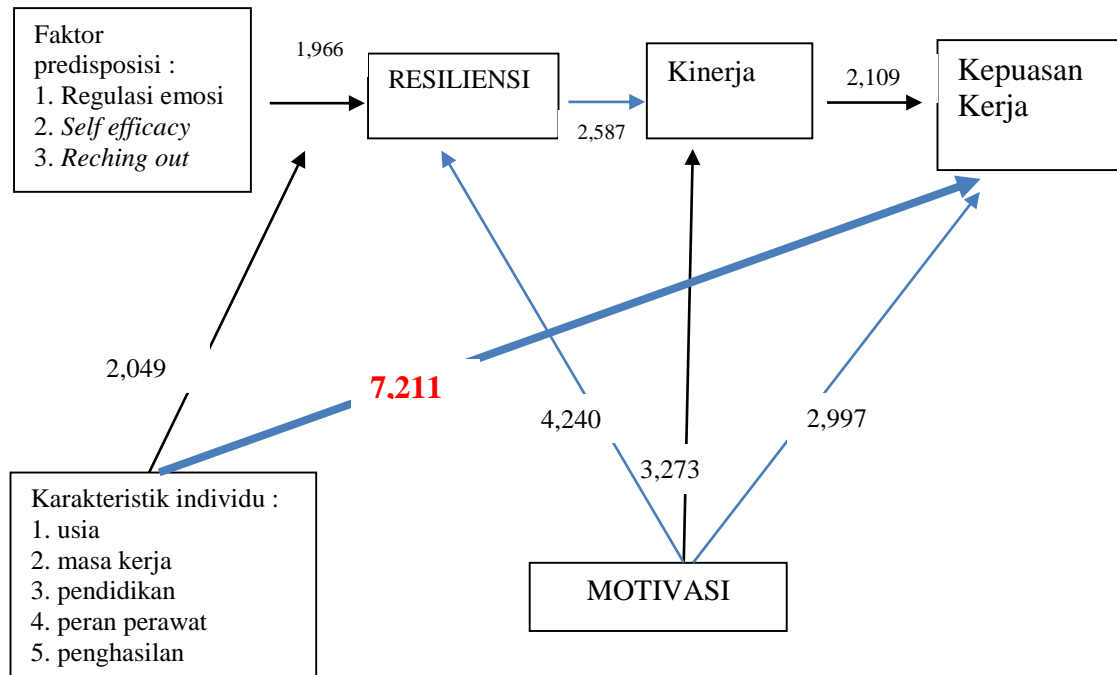 Faktor
predisposisi :
1. Regulasi emosi
2. Self efficacy
3. Reching out
1,966
RESILIENSI
2,587
Kinerja
2,109
Kepuasan
Kerja
2,049
7,211
4,240
3,273
2,997
Karakteristik individu :
1. usia
2. masa kerja
3. pendidikan
4. peran perawat
5. penghasilan
MOTIVASI